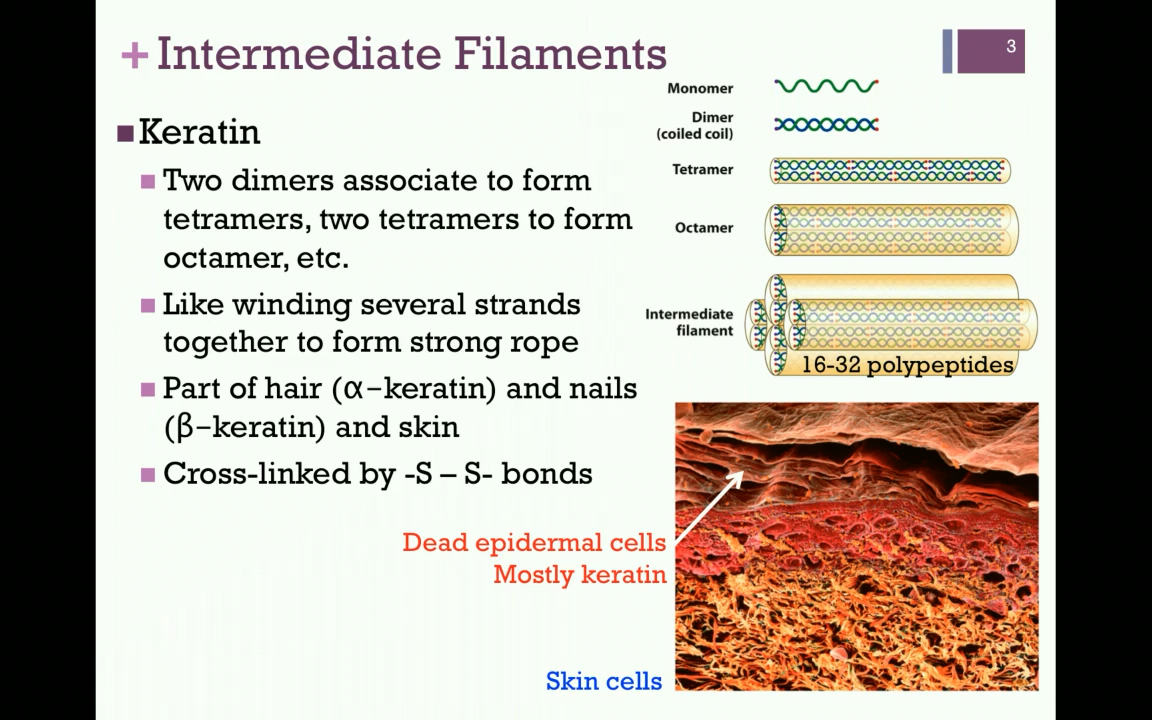 + Intermediate Filaments
3
Keratin
Two dimers associate to form
tetramers, two tetramers to form
octamer, etc.
Like winding several strands
together to form strong rope
Part of hair (α–keratin) and nails
(β–keratin) and skin
Cross-linked by -S – S- bonds
Monomer
Dimer
(coiled coil)
Tetramer
Octamer
Intermediate
filament
16-32 polypeptides
Dead epidermal cells
Mostly keratin
Skin cells